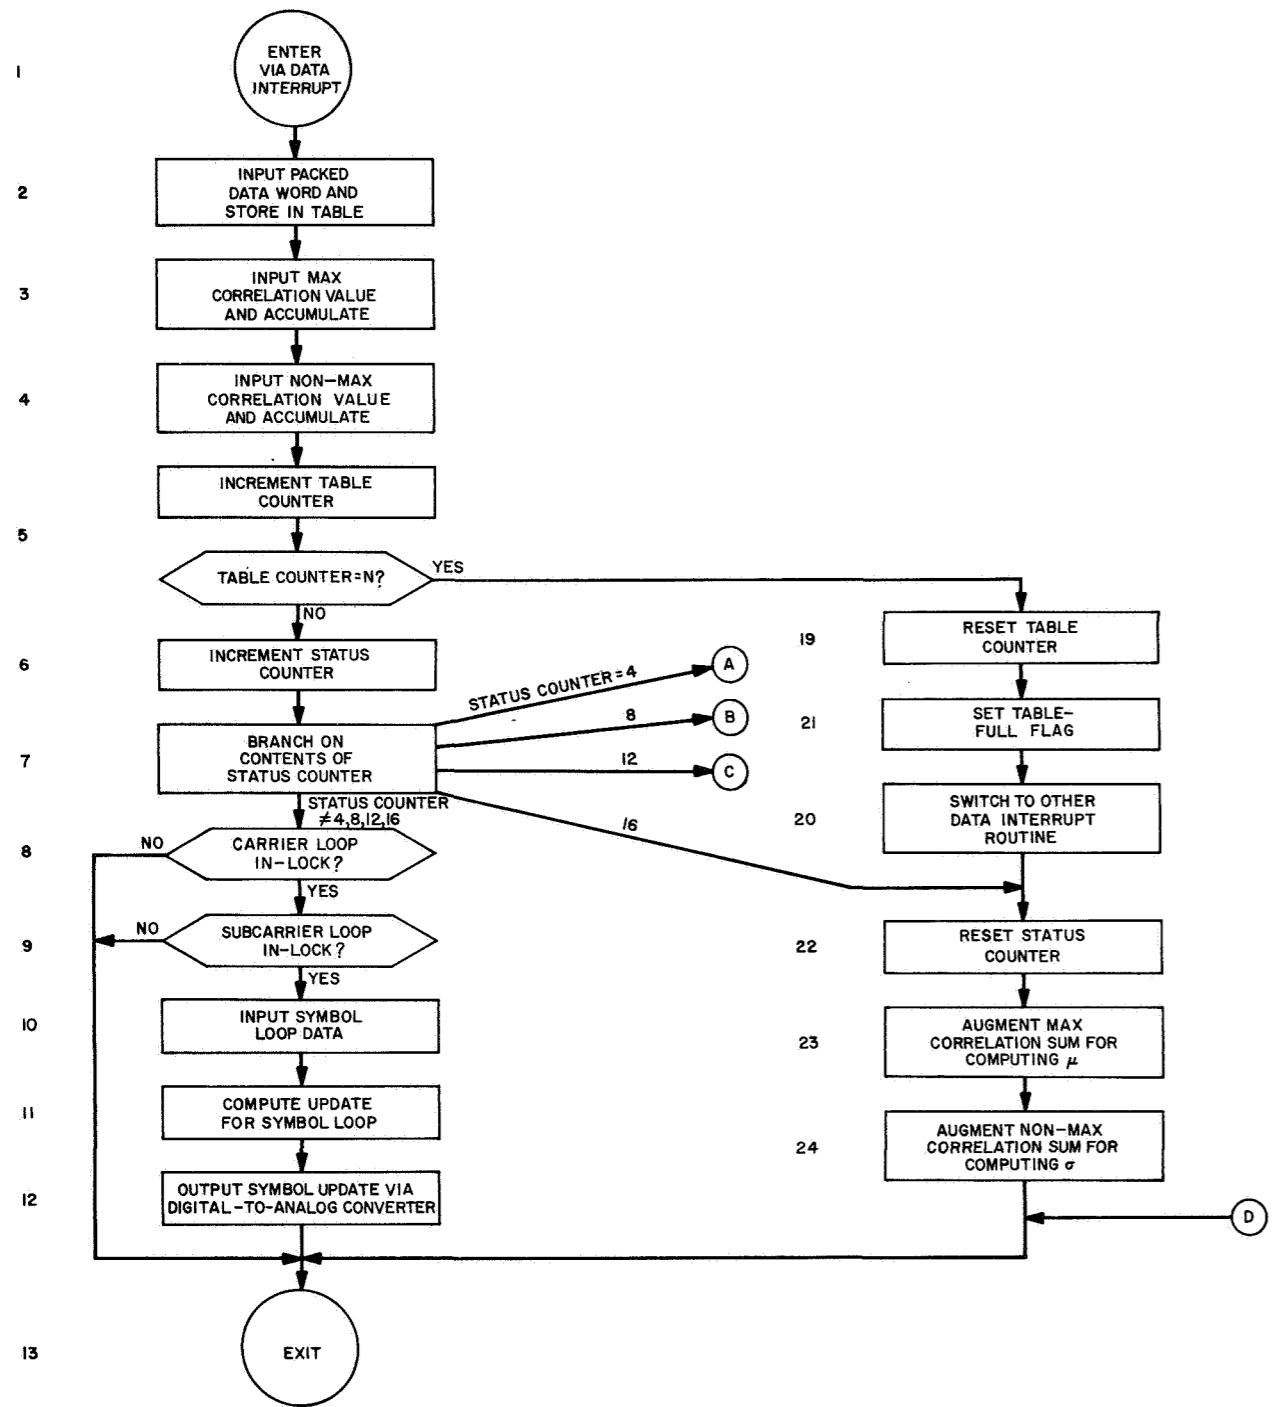 1
ENTER
VIA DATA
INTERRUPT
2
INPUT PACKED
DATA WORD AND
STORE IN TABLE
3
INPUT MAX
CORRELATION VALUE
AND ACCUMULATE
4
INPUT NON-MAX
CORRELATION VALUE
AND ACCUMULATE
INCREMENT TABLE
COUNTER
5
TABLE COUNTER=N?
YES
NO
6
INCREMENT STATUS
COUNTER
7
BRANCH ON
CONTENTS OF
STATUS COUNTER
STATUS COUNTER=4
A
8
B
12
C
16
STATUS COUNTER
≠4,8,12,16
8
CARRIER LOOP
IN-LOCK?
NO
YES
9
SUBCARRIER LOOP
IN-LOCK?
NO
YES
10
INPUT SYMBOL
LOOP DATA
11
COMPUTE UPDATE
FOR SYMBOL LOOP
12
OUTPUT SYMBOL UPDATE VIA
DIGITAL-TO-ANALOG CONVERTER
13
EXIT
19
RESET TABLE
COUNTER
21
SET TABLE-
FULL FLAG
20
SWITCH TO OTHER
DATA INTERRUPT
ROUTINE
22
RESET STATUS
COUNTER
23
AUGMENT MAX
CORRELATION SUM FOR
COMPUTING μ
24
AUGMENT NON-MAX
CORRELATION SUM FOR
COMPUTING σ
D